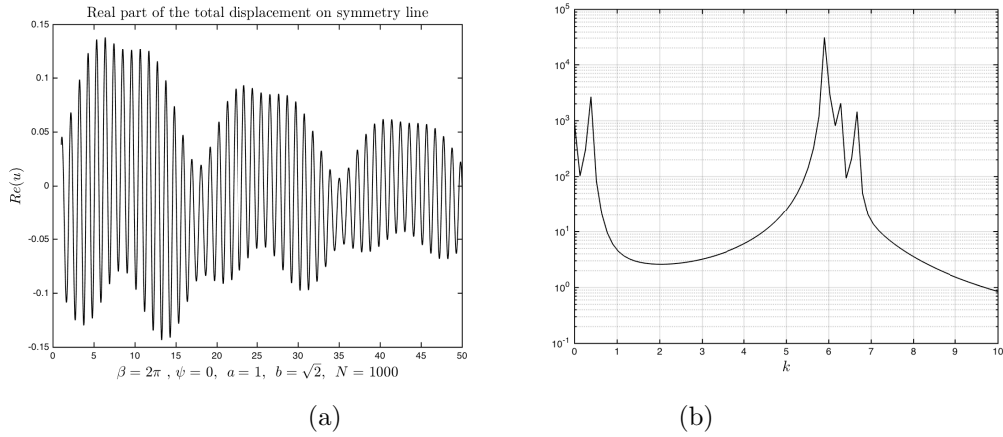 Real part of the total displacement on symmetry line
0.15
0.1
0.05
0
-0.05
-0.1
-0.15
Re(u)
0 5 10 15 20 25 30 35 40 45 50
β = 2π , ψ = 0, a = 1, b = √2, N = 1000
(a)
10^5
10^4
10^3
10^2
10^1
10^0
10^-1
0 1 2 3 4 5 6 7 8 9 10
k
(b)